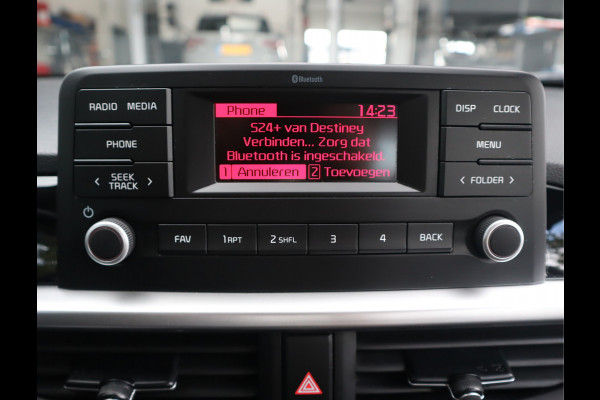 Bluetooth
RADIO MEDIA
PHONE
< SEEK TRACK >
Phone 14:23
S24+ van Destiney
Verbinden... Zorg dat
Bluetooth is ingeschakeld.
1 Annuleren 2 Toevoegen
DISP CLOCK
MENU
< FOLDER >
FAV 1 RPT 2 SHFL 3 4 BACK